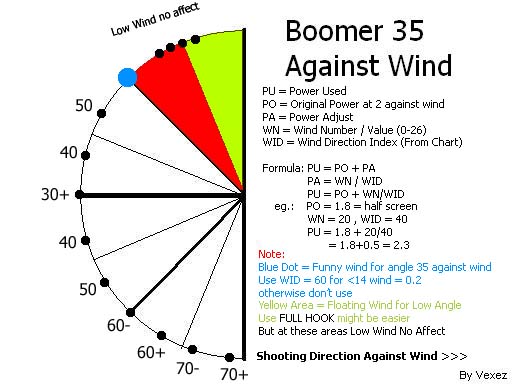 Low Wind no affect
Boomer 35
Against Wind
PU = Power Used
PO = Original Power at 2 against wind
PA = Power Adjust
WN = Wind Number / Value (0-26)
WID = Wind Direction Index (From Chart)
Formula: PU = PO + PA
PA = WN / WID
PU = PO + WN/WID
eg.: PO = 1.8 = half screen
WN = 20 , WID = 40
PU = 1.8 + 20/40
= 1.8+0.5 = 2.3
Note:
Blue Dot = Funny wind for angle 35 against wind
Use WID = 60 for <14 wind = 0.2
otherwise don't use
Yellow Area = Floating Wind for Low Angle
Use FULL HOOK might be easier
But at these areas Low Wind No Affect
Shooting Direction Against Wind >>>
By Vexez
50
40
30+
40
50
60-
60+
70-
70+